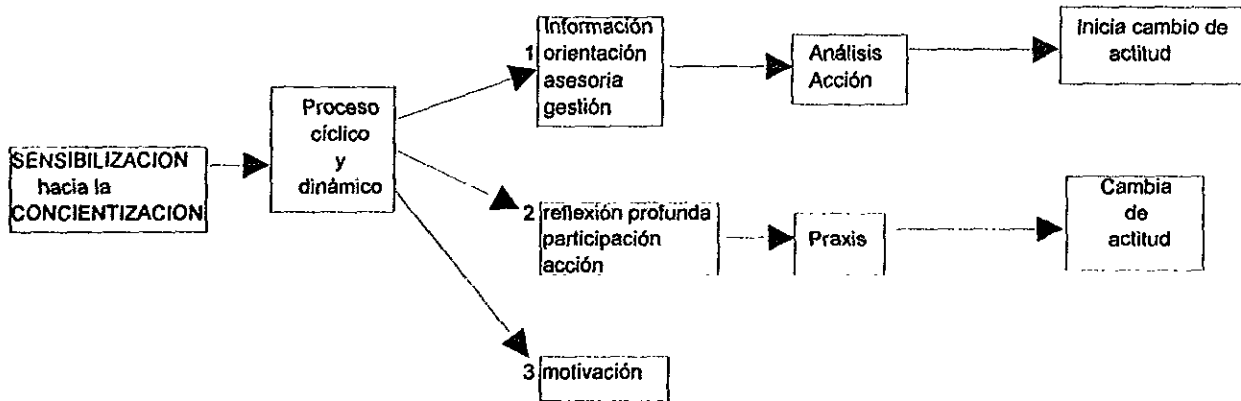 SENSIBILIZACION
hacia la
CONCIENTIZACION
Proceso
cíclico
y
dinámico
1
Información
orientación
asesoria
gestión
Análisis
Acción
Inicia cambio de
actitud
2
reflexión profunda
participación
acción
Praxis
Cambia
de
actitud
3
motivación